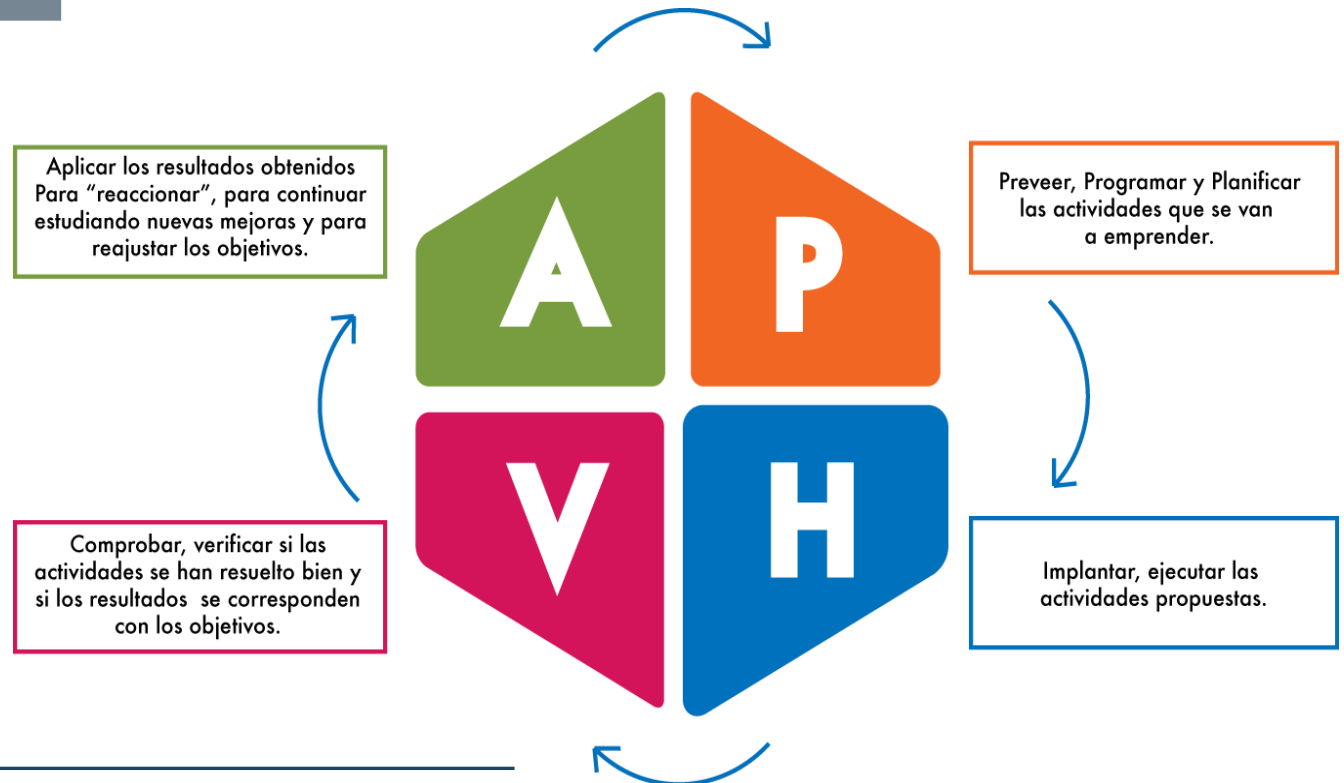 Aplicar los resultados obtenidos
Para “reaccionar”, para continuar
estudiando nuevas mejoras y para
reajustar los objetivos.
A
P
Preveer, Programar y Planificar
las actividades que se van
a emprender.
Comprobar, verificar si las
actividades se han resuelto bien y
si los resultados se corresponden
con los objetivos.
V
H
Implantar, ejecutar las
actividades propuestas.